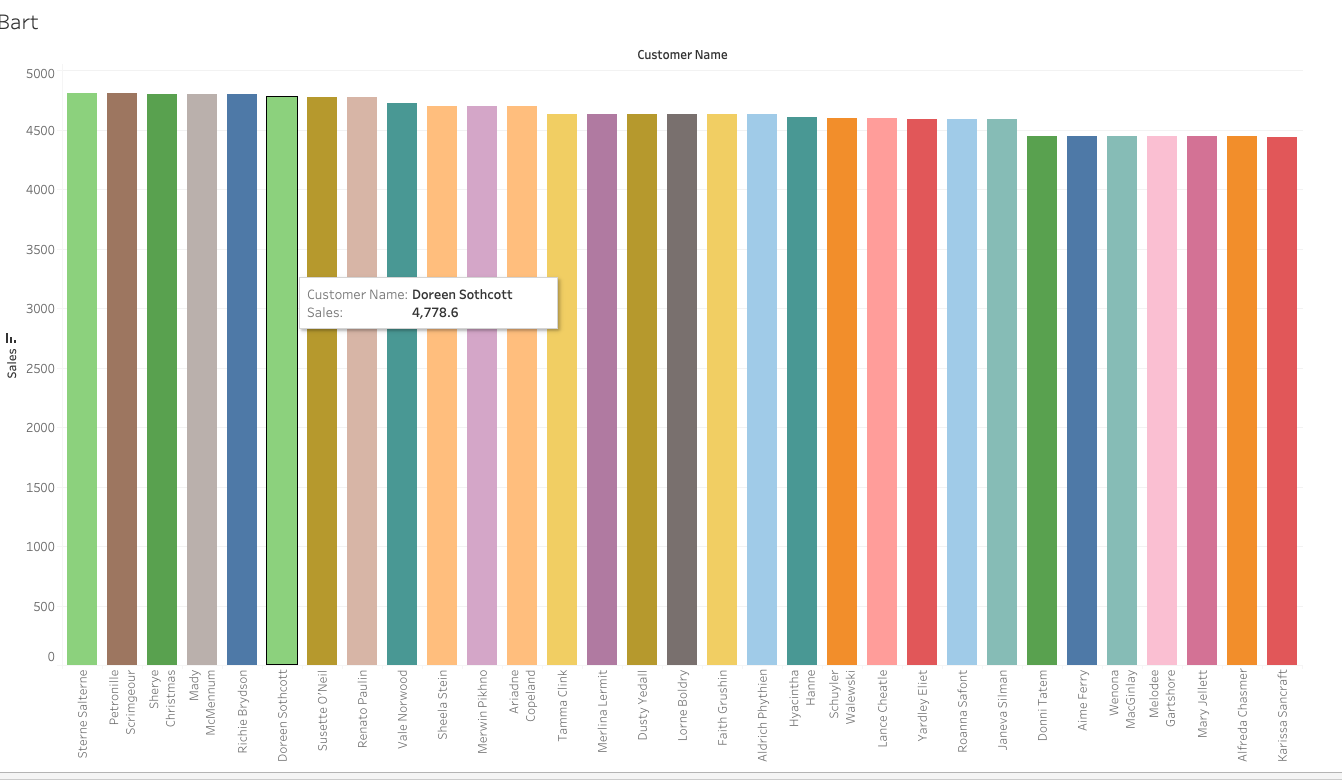 Bart
Customer Name
5000
4500
4000
3500
3000
2500
2000
1500
1000
500
0
Sales
Customer Name: Doreen Sothcott
Sales: 4,778.6
Sterne Salterne
Petronille
Scrimgeour
Sherye
Christmas
Mady
McMennum
Richie Brydson
Doreen Sothcott
Susette O'Neil
Renato Paulin
Vale Norwood
Sheela Stein
Merwin Pikhno
Ariadne
Copeland
Tamma Clink
Merlina Lermit
Dusty Yedall
Lorne Boldry
Faith Grushin
Aldrich Phythien
Hyacintha
Hanne
Schuyler
Walewski
Lance Cheatle
Yardley Eliet
Roanna Safont
Janeva Silman
Donni Tatem
Aime Ferry
Wenona
MacGinlay
Melodee
Gartshore
Mary Jellett
Alfreda Chasmer
Karissa Sancraft